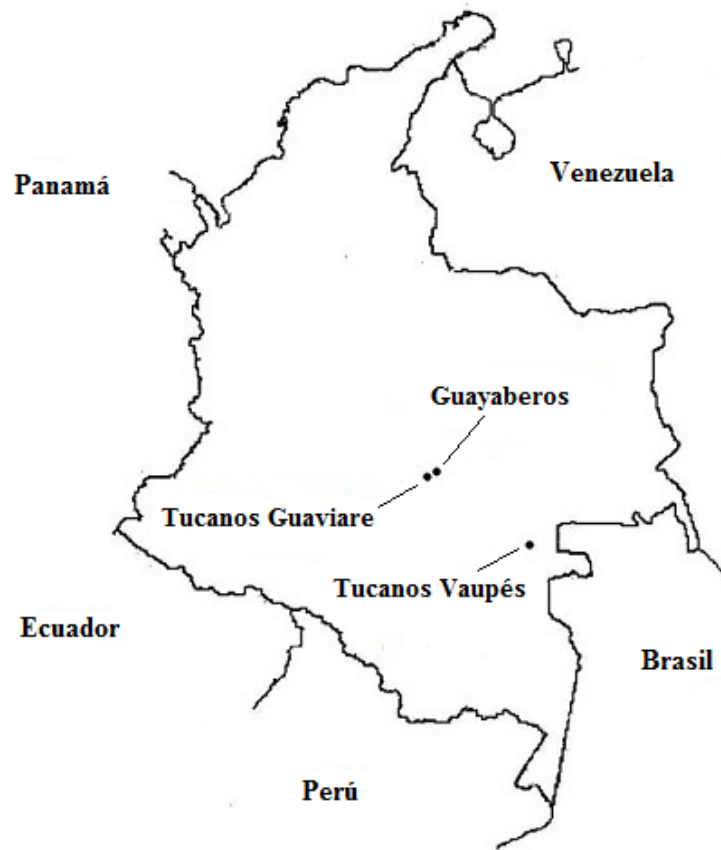 Panamá
Venezuela
Guayaberos
Tucanos Guaviare
Tucanos Vaupés
Ecuador
Brasil
Perú